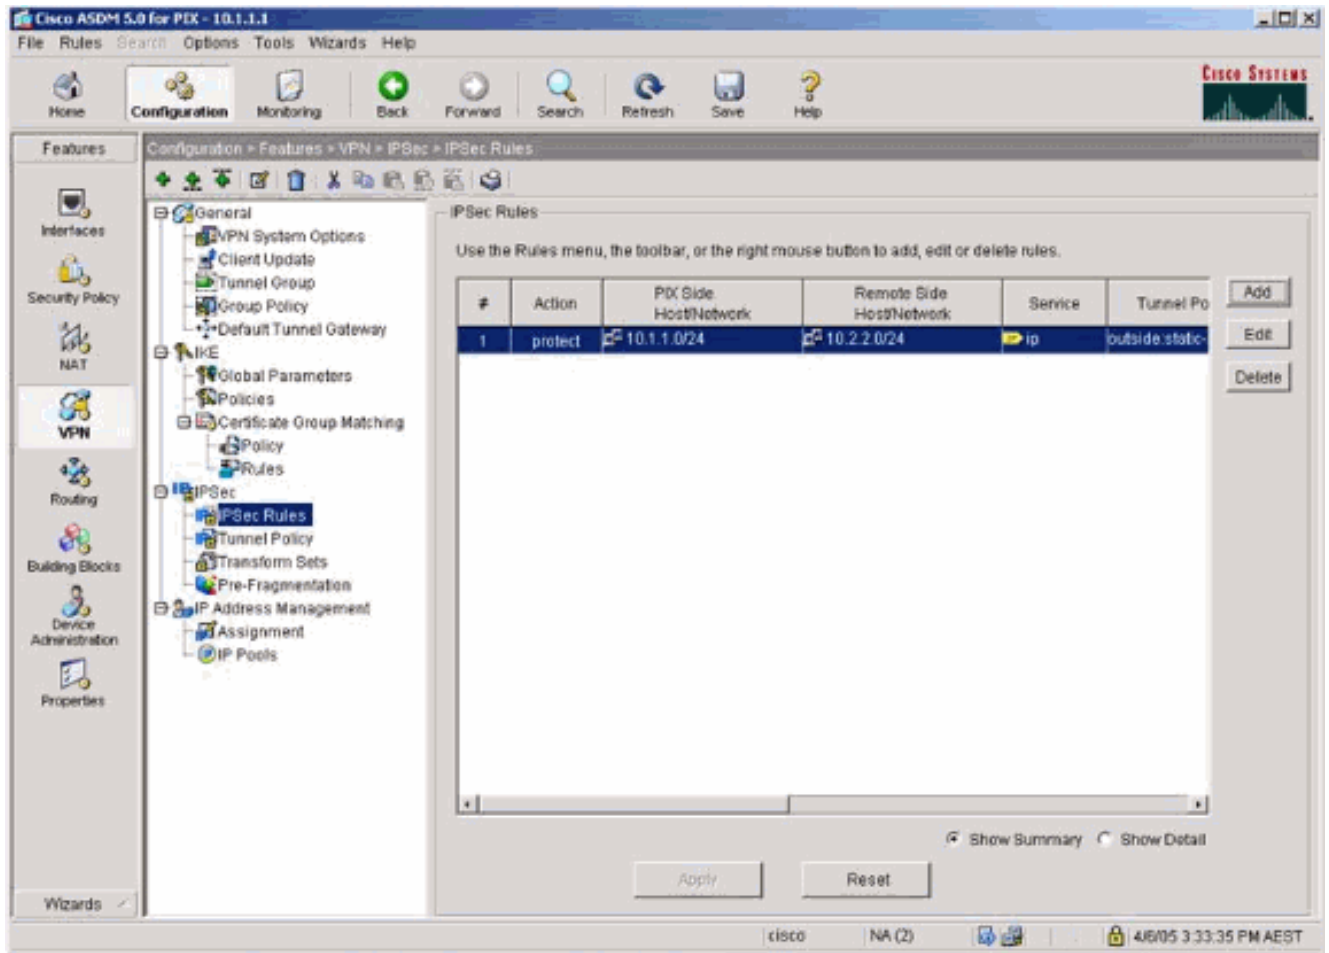 Cisco ASDM 5.0 for PIX - 10.1.1.1
File Rules Search Options Tools Wizards Help
Home Configuration Monitoring Back Forward Search Refresh Save Help
CISCO SYSTEMS
Features
Configuration > Features > VPN > IPSec > IPSec Rules
Interfaces
Security Policy
NAT
VPN
Routing
Building Blocks
Device Administration
Properties
Wizards
General
VPN System Options
Client Update
Tunnel Group
Group Policy
Default Tunnel Gateway
IKE
Global Parameters
Policies
Certificate Group Matching
Policy
Rules
IPSec
IPSec Rules
Tunnel Policy
Transform Sets
Pre-Fragmentation
IP Address Management
Assignment
IP Pools
IPSec Rules
Use the Rules menu, the toolbar, or the right mouse button to add, edit or delete rules.
# Action PIX Side Host/Network Remote Side Host/Network Service Tunnel Po
1 protect 10.1.1.0/24 10.2.2.0/24 ip outside:static-
Add
Edit
Delete
Show Summary Show Detail
Apply Reset
cisco NA (2) 4/6/05 3:33:35 PM AEST